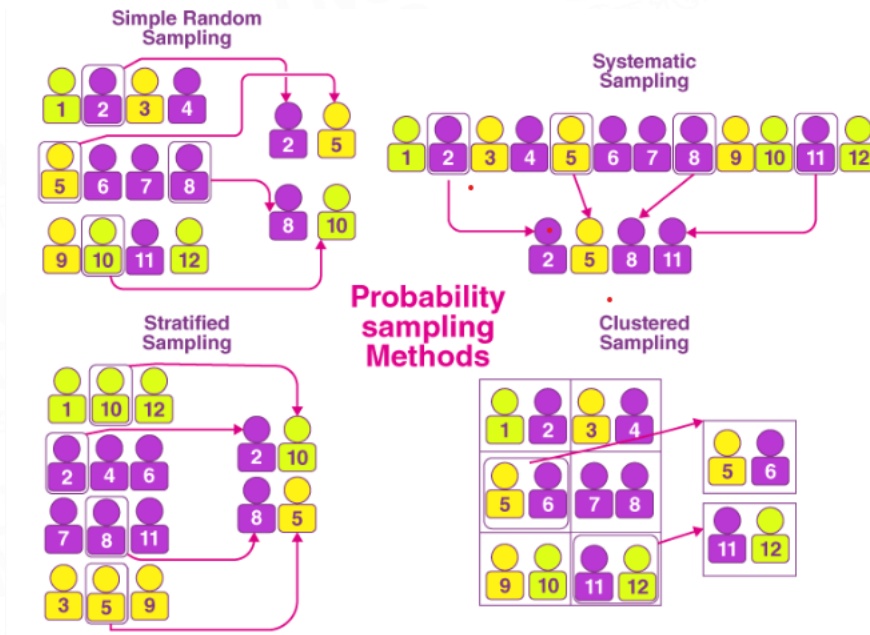 Simple Random
Sampling
1 2 3 4
2 5
5 6 7 8
8 10
9 10 11 12
Systematic
Sampling
1 2 3 4 5 6 7 8 9 10 11 12
2 5 8 11
Probability
sampling
Methods
Stratified
Sampling
1 10 12
2 4 6
2 10
7 8 11
8 5
3 5 9
Clustered
Sampling
1 2 3 4
5 6 7 8
9 10 11 12
5 6
11 12